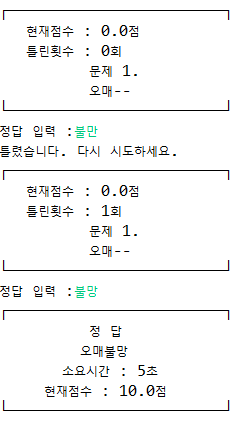 현재점수 : 0.0점
틀린횟수 : 0회
문제 1.
오매--
정답 입력 :불만
틀렸습니다. 다시 시도하세요.
현재점수 : 0.0점
틀린횟수 : 1회
문제 1.
오매--
정답 입력 :불망
정 답
오매불망
소요시간 : 5초
현재점수 : 10.0점